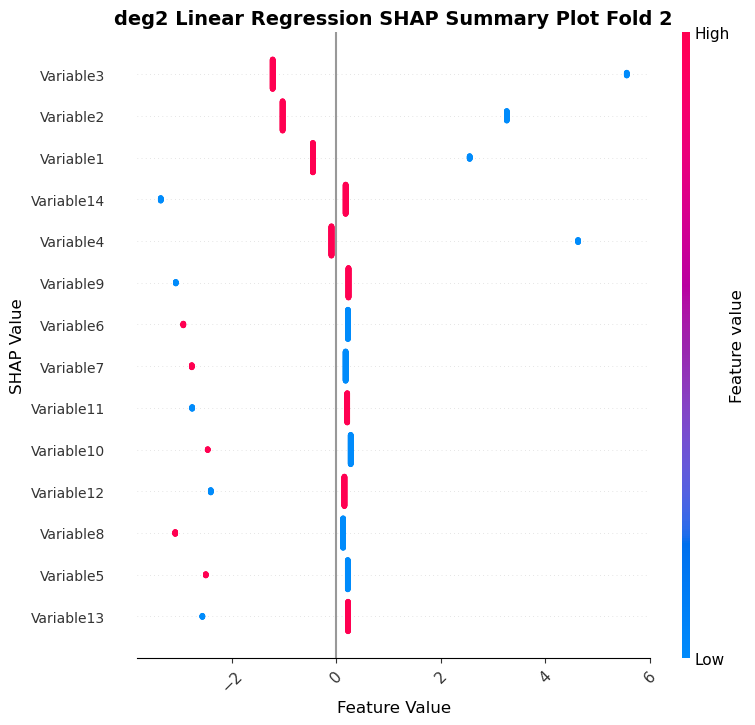 deg2 Linear Regression SHAP Summary Plot Fold 2
High
Variable3
Variable2
Variable1
Variable14
Variable4
Variable9
Variable6
Variable7
Variable11
Variable10
Variable12
Variable8
Variable5
Variable13
SHAP Value
Feature value
Low
−2 0 2 4 6
Feature Value